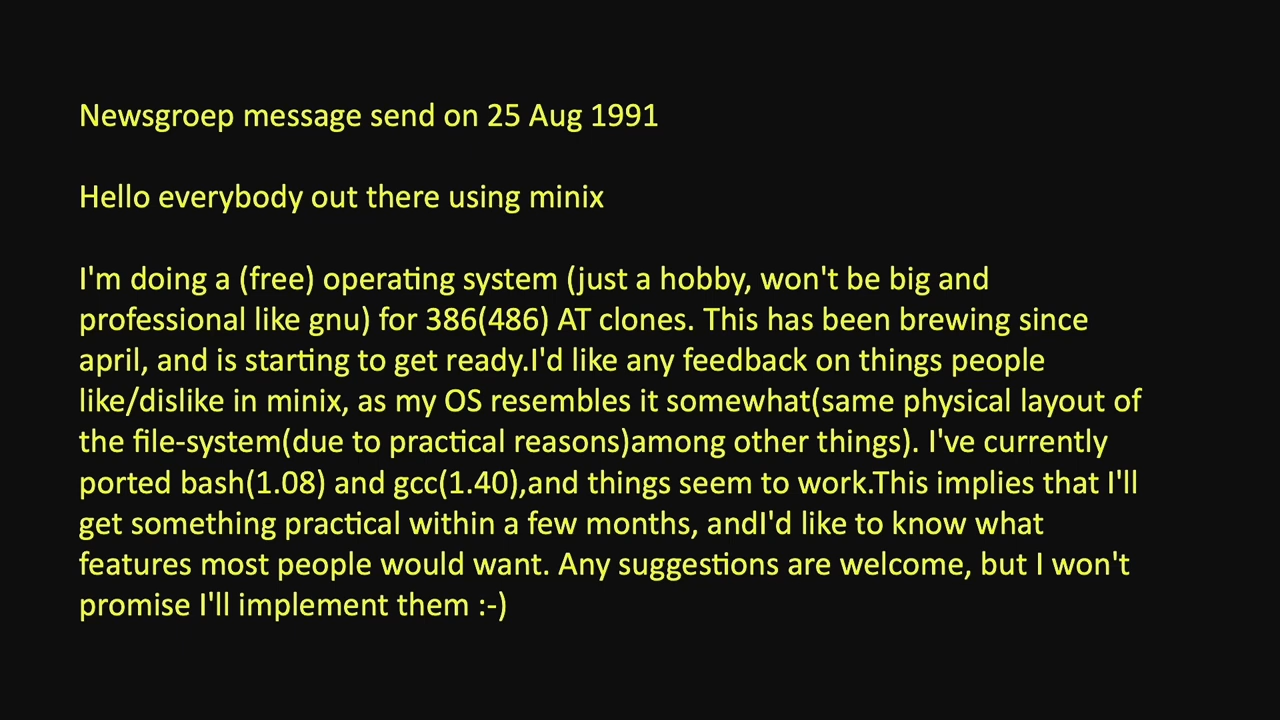 Newsgroep message send on 25 Aug 1991
Hello everybody out there using minix
I'm doing a (free) operating system (just a hobby, won't be big and
professional like gnu) for 386(486) AT clones. This has been brewing since
april, and is starting to get ready.I'd like any feedback on things people
like/dislike in minix, as my OS resembles it somewhat(same physical layout of
the file-system(due to practical reasons)among other things). I've currently
ported bash(1.08) and gcc(1.40),and things seem to work.This implies that I'll
get something practical within a few months, andI'd like to know what
features most people would want. Any suggestions are welcome, but I won't
promise I'll implement them :-)